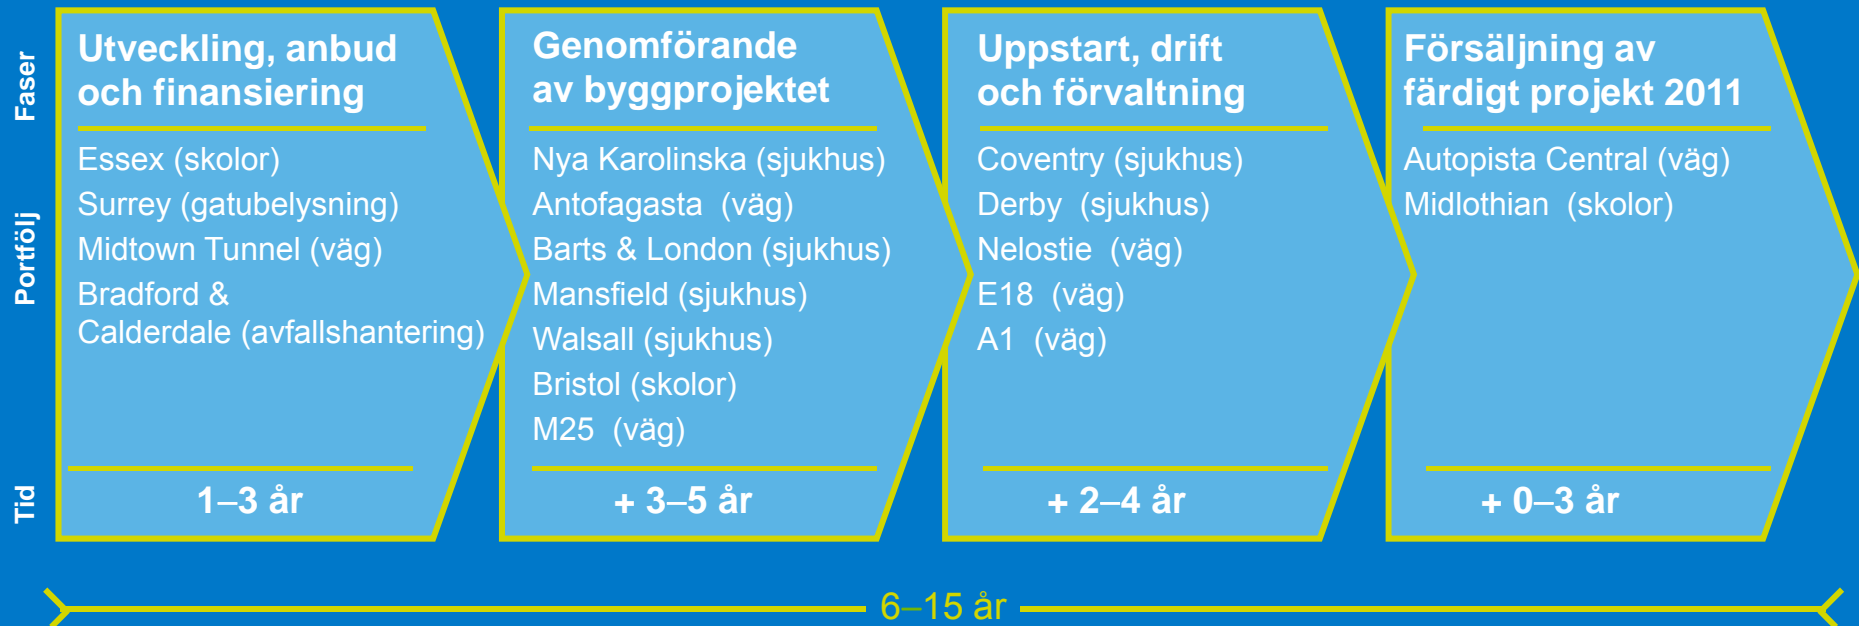 Faser
Utveckling, anbud
och finansiering
Genomförande
av byggprojektet
Uppstart, drift
och förvaltning
Försäljning av
färdigt projekt 2011
Portfölj
Essex (skolor)
Surrey (gatubelysning)
Midtown Tunnel (väg)
Bradford &
Calderdale (avfallshantering)
Nya Karolinska (sjukhus)
Antofagasta (väg)
Barts & London (sjukhus)
Mansfield (sjukhus)
Walsall (sjukhus)
Bristol (skolor)
M25 (väg)
Coventry (sjukhus)
Derby (sjukhus)
Nelostie (väg)
E18 (väg)
A1 (väg)
Autopista Central (väg)
Midlothian (skolor)
Tid
1–3 år
+ 3–5 år
+ 2–4 år
+ 0–3 år
6–15 år